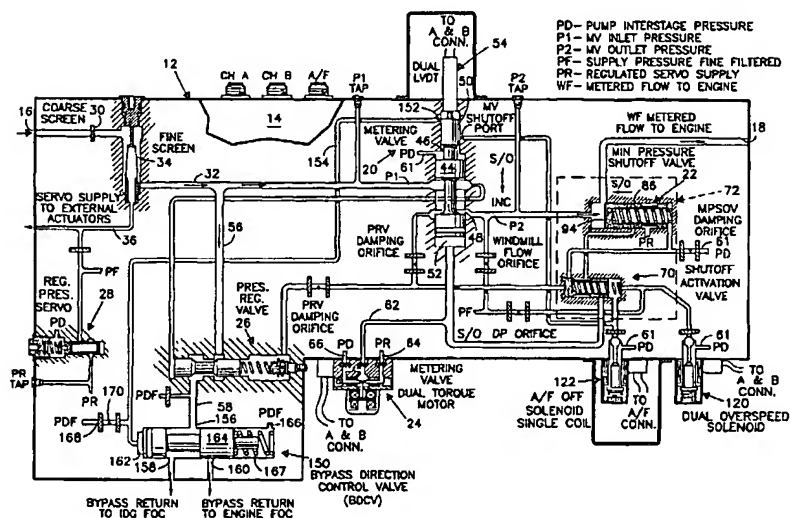 TO
A & B
CONN.
54
DUAL
LVDT
PD- PUMP INTERSTAGE PRESSURE
P1- MV INLET PRESSURE
P2- MV OUTLET PRESSURE
PF- SUPPLY PRESSURE FINE FILTERED
PR- REGULATED SERVO SUPPLY
WF- METERED FLOW TO ENGINE
12
CH A
CH B
A/F
P1
TAP
50
P2
TAP
COARSE
SCREEN
30
16
14
152
MV
SHUTOFF
PORT
WF METERED
FLOW TO ENGINE
18
FINE
SCREEN
34
METERING
VALVE
46
154
20
PD
61
44
S/O
INC
MIN PRESSURE
SHUTOFF VALVE
S/O
86
22
72
32
P1
SERVO SUPPLY
TO EXTERNAL
ACTUATORS
36
56
48
P2
94
PR
MPSOV
DAMPING
ORIFICE
61
PD
PRV
DAMPING
ORIFICE
52
WINDMILL
FLOW
ORIFICE
70
SHUTOFF
ACTIVATION
VALVE
PF
REG.
PRES.
SERVO
28
PD
PRES.
REG.
VALVE
26
PRV
DAMPING
ORIFICE
62
PF
S/O
DP ORIFICE
61
PD
61
PD
66
PD
PR
64
PR
TAP
PR
PDF
METERING
VALVE
DUAL TORQUE
MOTOR
24
TO
A & B
CONN.
122
A/F OFF
SOLENOID
SINGLE COIL
TO
A/F CONN.
TO
A & B
CONN.
120
DUAL OVERSPEED
SOLENOID
170
PDF
168
58
156
PDF
166
164
162
158
160
167
150
BYPASS DIRECTION
CONTROL VALVE
(BDCV)
BYPASS RETURN
TO IDG FOC
BYPASS RETURN
TO ENGINE FOC